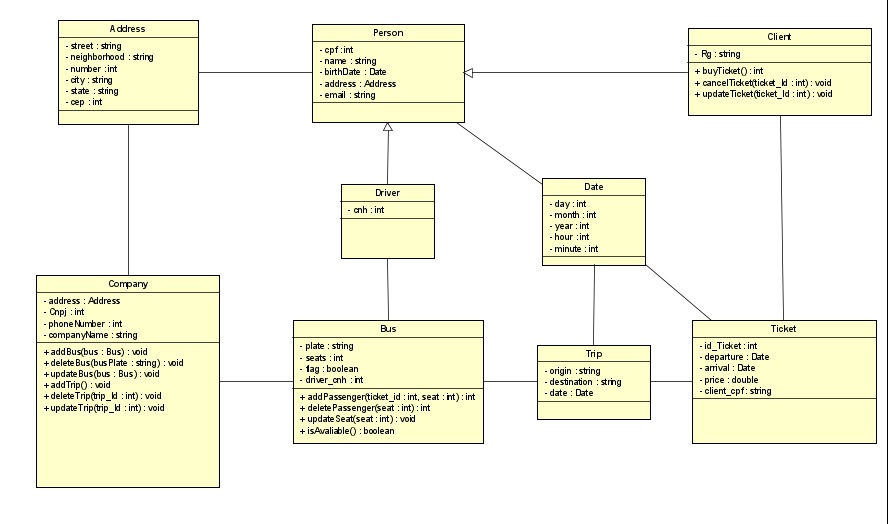 Address
- street : string
- neighborhood : string
- number : int
- city : string
- state : string
- cep : int
Person
- cpf : int
- name : string
- birthDate : Date
- address : Address
- email : string
Client
- Rg : string
+ buyTicket() : int
+ cancelTicket(ticket_Id : int) : void
+ updateTicket(ticket_Id : int) : void
Driver
- cnh : int
Date
- day : int
- month : int
- year : int
- hour : int
- minute : int
Company
- address : Address
- Cnpj : int
- phoneNumber : int
- companyName : string
+ addBus(bus : Bus) : void
+ deleteBus(busPlate : string) : void
+ updateBus(bus : Bus) : void
+ addTrip() : void
+ deleteTrip(trip_Id : int) : void
+ updateTrip(trip_Id : int) : void
Bus
- plate : string
- seats : int
- flag : boolean
- driver_cnh : int
+ addPassenger(ticket_id : int, seat : int) : int
+ deletePassenger(seat : int) : int
+ updateSeat(seat : int) : void
+ isAvaliable() : boolean
Trip
- origin : string
- destination : string
- date : Date
Ticket
- id_Ticket : int
- departure : Date
- arrival : Date
- price : double
- client_cpf : string